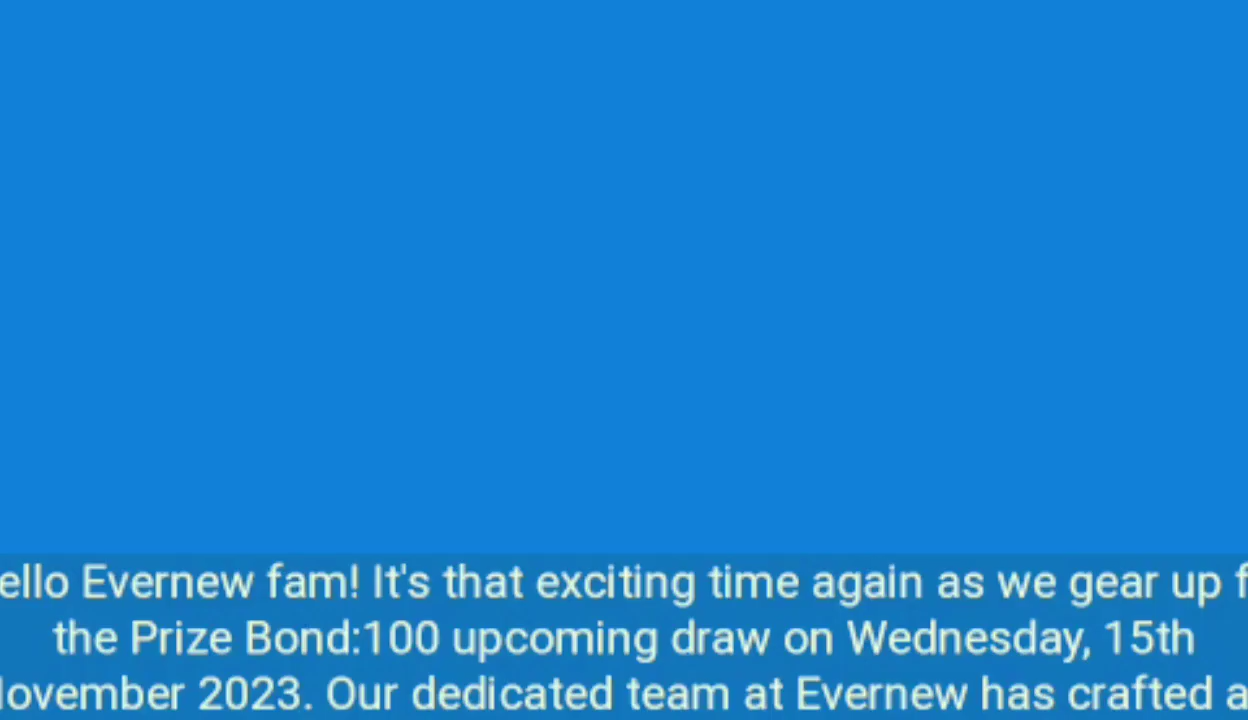 ello Evernew fam! It's that exciting time again as we gear up f
the Prize Bond:100 upcoming draw on Wednesday, 15th
ovember 2023. Our dedicated team at Evernew has crafted a